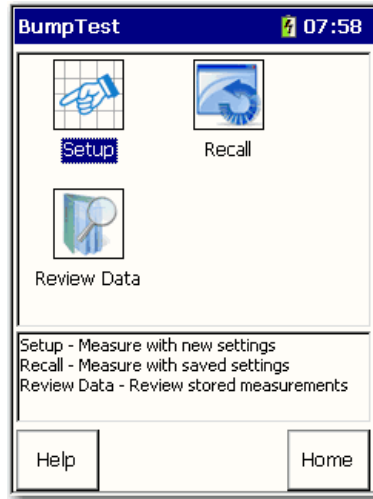 BumpTest 07:58
Setup Recall
Review Data
Setup - Measure with new settings
Recall - Measure with saved settings
Review Data - Review stored measurements
Help Home